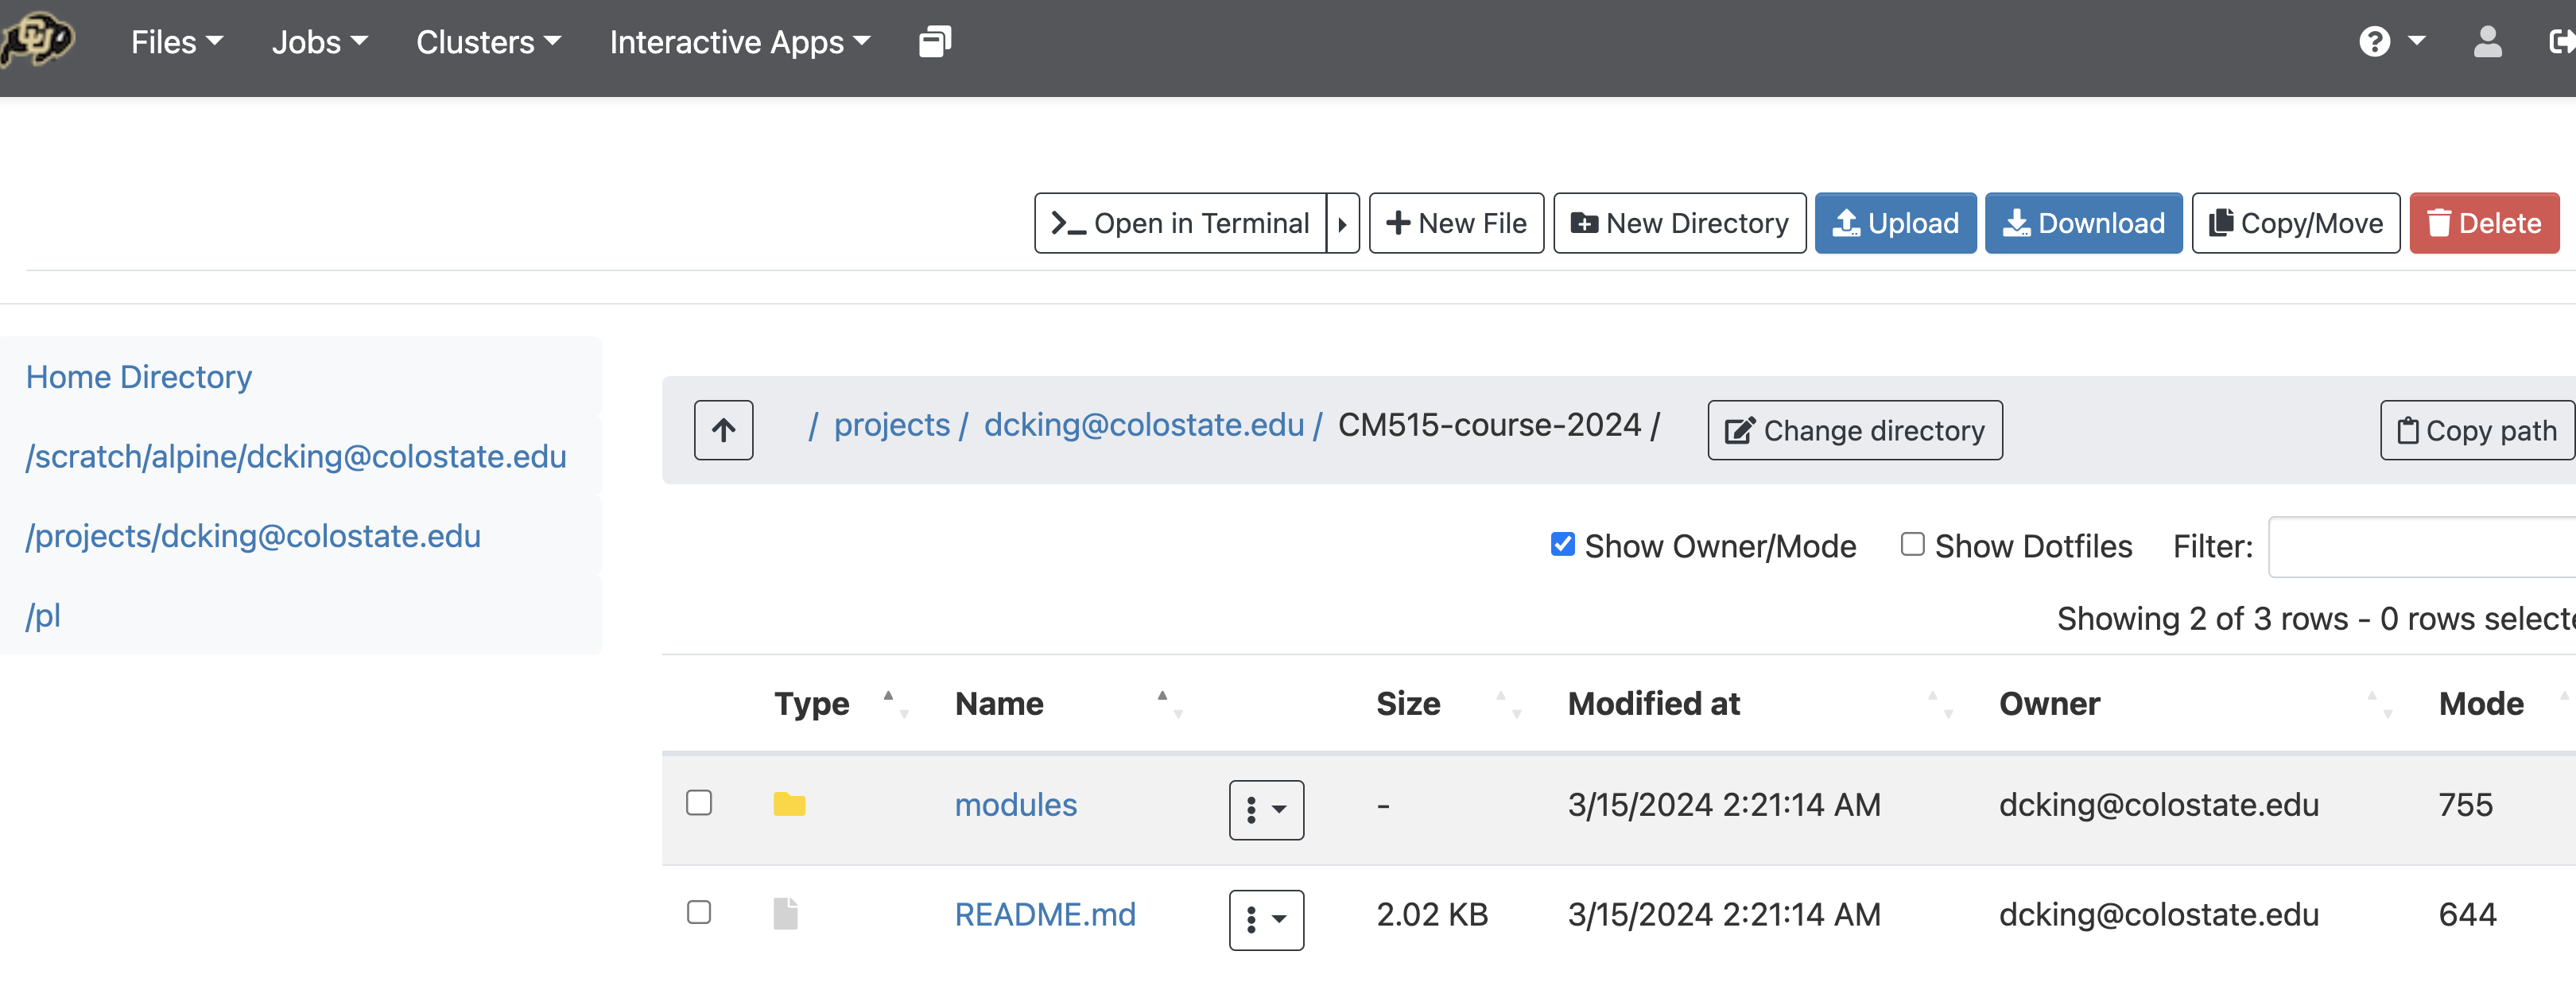 CU
Files Jobs Clusters Interactive Apps
Open in Terminal New File New Directory Upload Download Copy/Move Delete
Home Directory
/scratch/alpine/dcking@colostate.edu
/projects/dcking@colostate.edu
/pl
/ projects / dcking@colostate.edu / CM515-course-2024 / Change directory Copy path
Show Owner/Mode Show Dotfiles Filter:
Showing 2 of 3 rows - 0 rows selecte
Type Name Size Modified at Owner Mode
modules - 3/15/2024 2:21:14 AM dcking@colostate.edu 755
README.md 2.02 KB 3/15/2024 2:21:14 AM dcking@colostate.edu 644